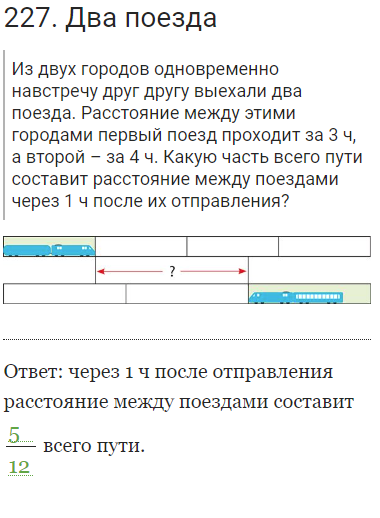 227. Два поезда
Из двух городов одновременно
навстречу друг другу выехали два
поезда. Расстояние между этими
городами первый поезд проходит за 3 ч,
а второй – за 4 ч. Какую часть всего пути
составит расстояние между поездами
через 1 ч после их отправления?
?
Ответ: через 1 ч после отправления
расстояние между поездами составит
5
12 всего пути.